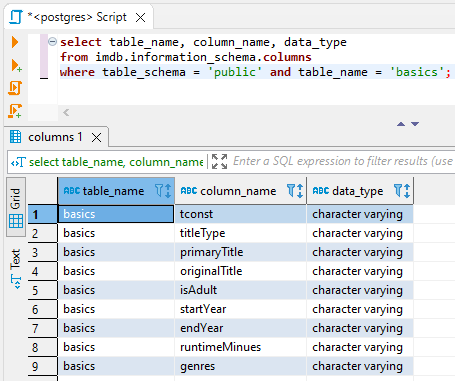 *<postgres> Script
select table_name, column_name, data_type
from imdb.information_schema.columns
where table_schema = 'public' and table_name = 'basics';
columns 1
select table_name, column_name Enter a SQL expression to filter results (use
Grid
Text
ABC table_name ABC column_name ABC data_type
1 basics tconst character varying
2 basics titleType character varying
3 basics primaryTitle character varying
4 basics originalTitle character varying
5 basics isAdult character varying
6 basics startYear character varying
7 basics endYear character varying
8 basics runtimeMinues character varying
9 basics genres character varying